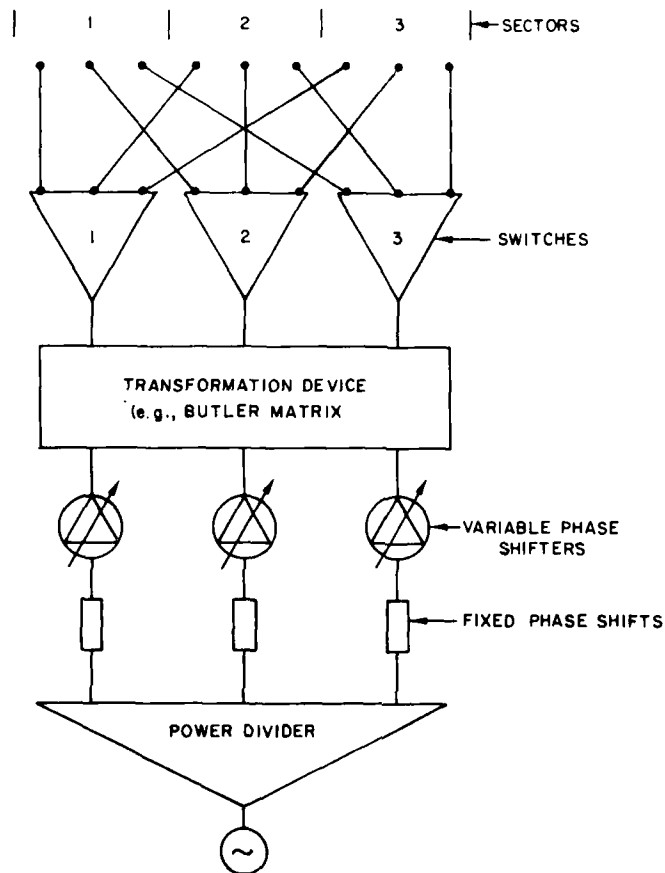 1 2 3 SECTORS
1 2 3 SWITCHES
TRANSFORMATION DEVICE
(e.g., BUTLER MATRIX
VARIABLE PHASE
SHIFTERS
FIXED PHASE SHIFTS
POWER DIVIDER
~